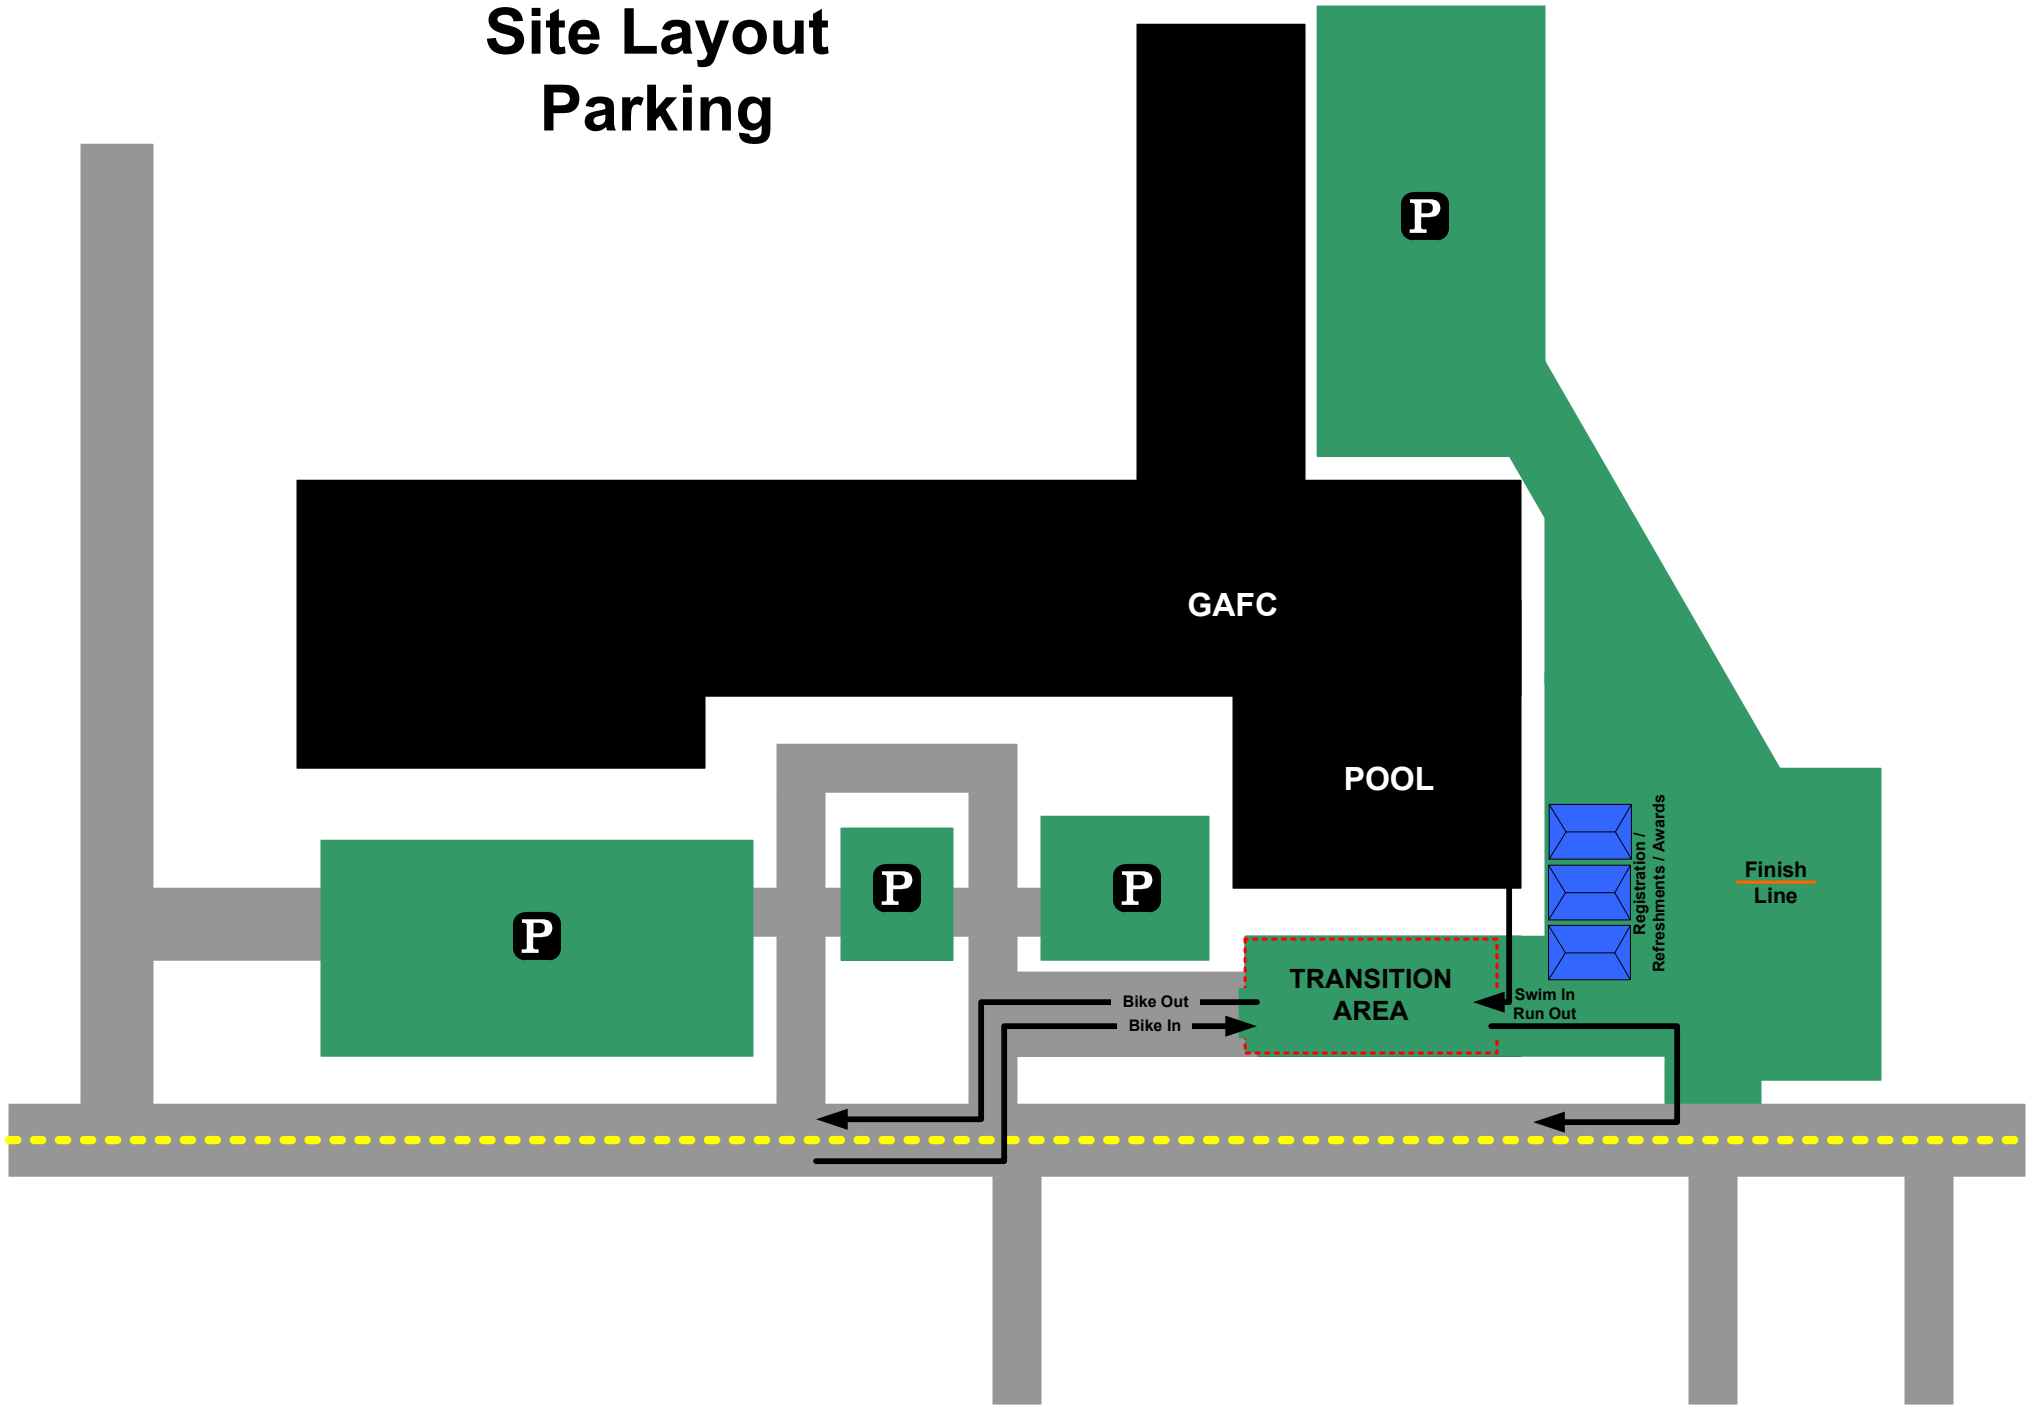 Site Layout
Parking
P
GAFC
POOL
P
P
P
Registration /
Refreshments / Awards
Finish
Line
TRANSITION
AREA
Bike Out
Bike In
Swim In
Run Out